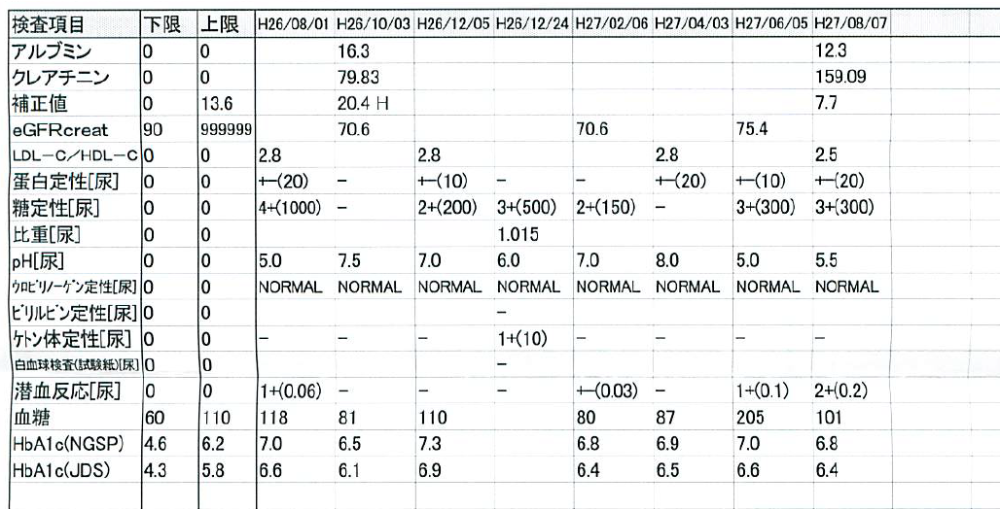 検査項目 下限 上限 H26/08/01 H26/10/03 H26/12/05 H26/12/24 H27/02/06 H27/04/03 H27/06/05 H27/08/07
アルブミン 0 0 16.3 12.3
クレアチニン 0 0 79.83 159.09
補正値 0 13.6 20.4 H 7.7
eGFRcreat 90 999999 70.6 70.6 75.4
LDL-C/HDL-C 0 0 2.8 2.8 2.8 2.5
蛋白定性[尿] 0 0 +-(20) - +-(10) - - +-(20) +-(10) +-(20)
糖定性[尿] 0 0 4+(1000) - 2+(200) 3+(500) 2+(150) - 3+(300) 3+(300)
比重[尿] 0 0 1.015
pH[尿] 0 0 5.0 7.5 7.0 6.0 7.0 8.0 5.0 5.5
ウロビリノーゲン定性[尿] 0 0 NORMAL NORMAL NORMAL NORMAL NORMAL NORMAL NORMAL NORMAL
ビリルビン定性[尿] 0 0 -
ケトン体定性[尿] 0 0 - - - 1+(10) - - - -
白血球検査(試験紙)[尿] 0 0 -
潜血反応[尿] 0 0 1+(0.06) - - - +-(0.03) - 1+(0.1) 2+(0.2)
血糖 60 110 118 81 110 80 87 205 101
HbA1c(NGSP) 4.6 6.2 7.0 6.5 7.3 6.8 6.9 7.0 6.8
HbA1c(JDS) 4.3 5.8 6.6 6.1 6.9 6.4 6.5 6.6 6.4